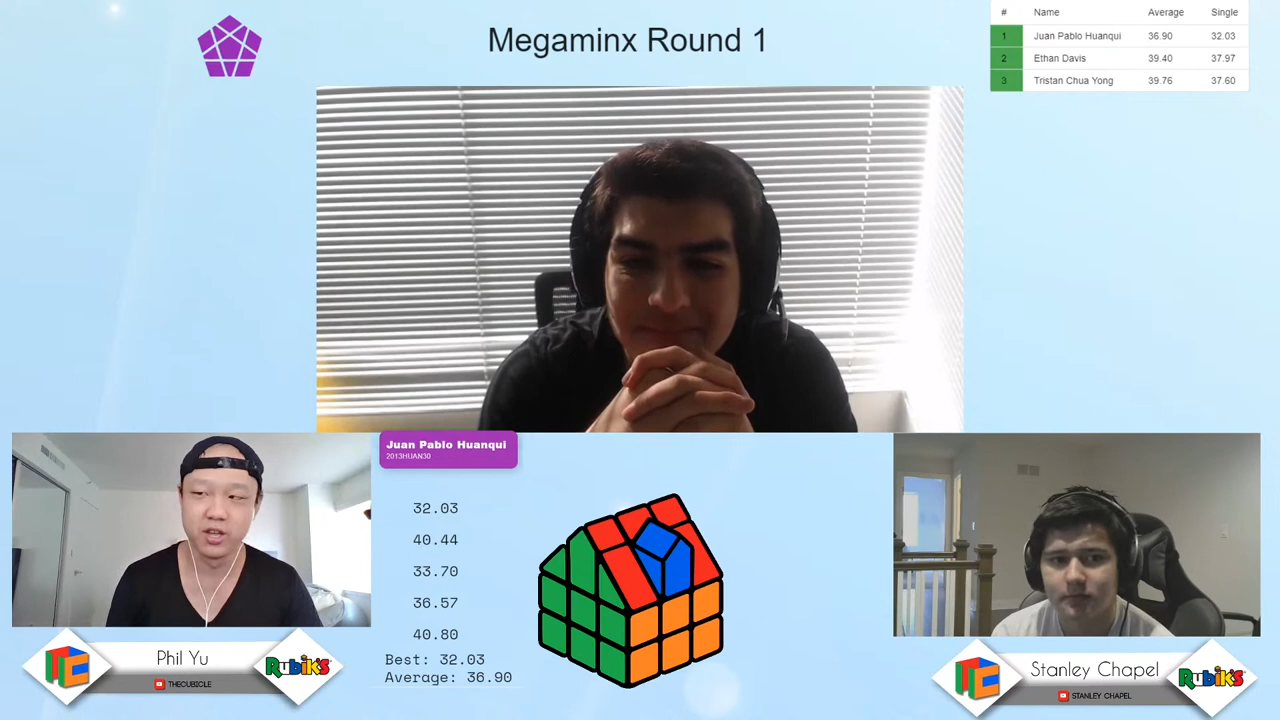 Megaminx Round 1
# Name Average Single
1 Juan Pablo Huanqui 36.90 32.03
2 Ethan Davis 39.40 37.97
3 Tristan Chua Yong 39.76 37.60
Juan Pablo Huanqui
2013HUAN30
32.03
40.44
33.70
36.57
40.80
Best: 32.03
Average: 36.90
Phil Yu
RUBIK'S
THECUBICLE
Stanley Chapel
RUBIK'S
STANLEY CHAPEL